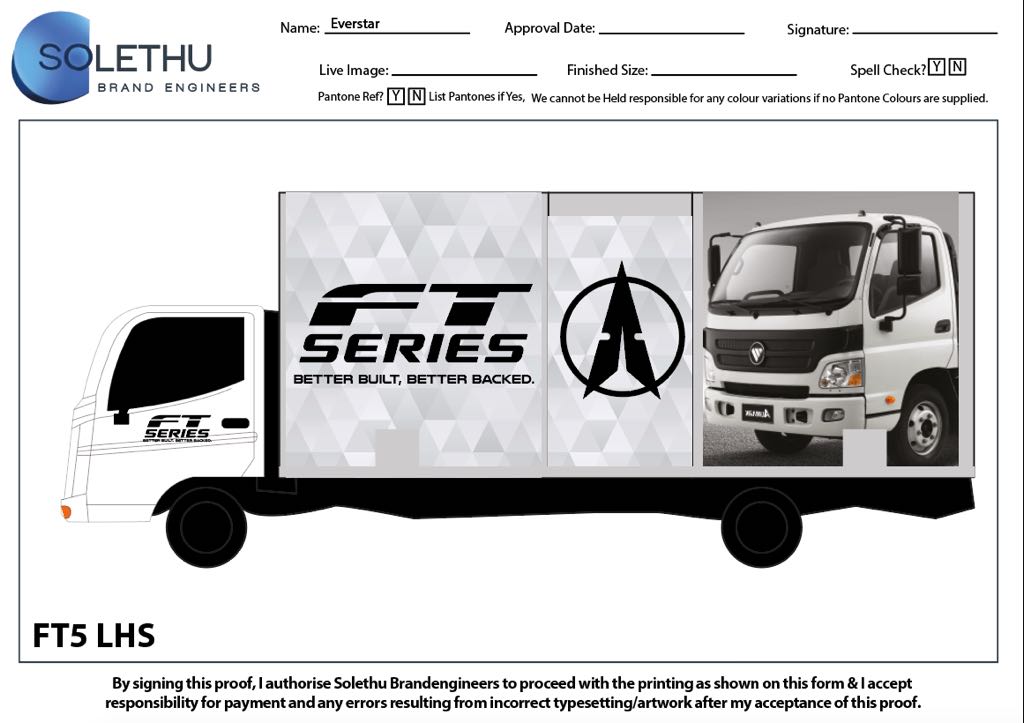 SOLETHU
BRAND ENGINEERS
Name: Everstar
Approval Date:
Signature:
Live Image:
Finished Size:
Spell Check? Y N
Pantone Ref? Y N List Pantones if Yes, We cannot be Held responsible for any colour variations if no Pantone Colours are supplied.
FT
SERIES
BETTER BUILT, BETTER BACKED.
FT
SERIES
BETTER BUILT, BETTER BACKED.
FT5 LHS
By signing this proof, I authorise Solethu Brandengineers to proceed with the printing as shown on this form & I accept
responsibility for payment and any errors resulting from incorrect typesetting/artwork after my acceptance of this proof.